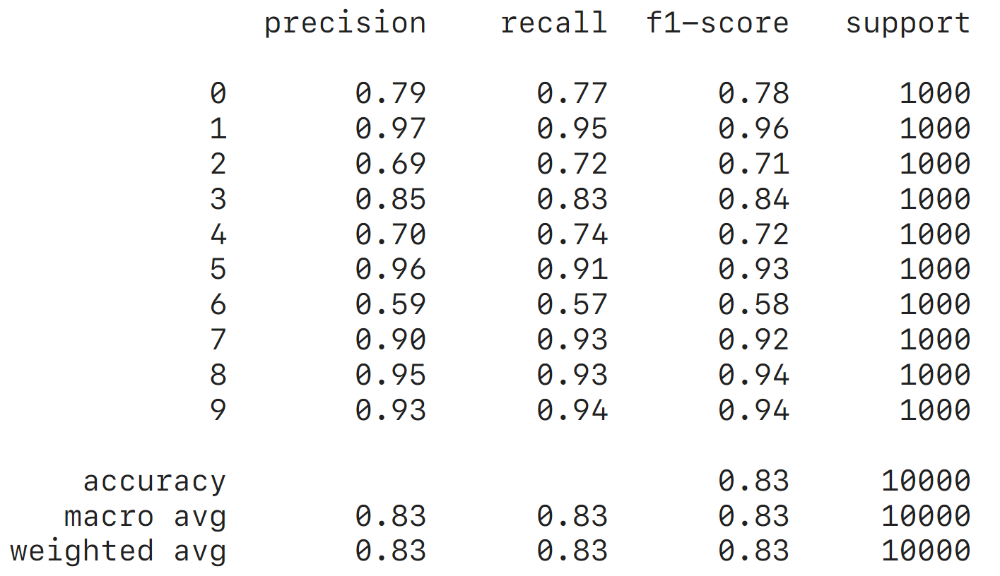 precision recall f1-score support
0 0.79 0.77 0.78 1000
1 0.97 0.95 0.96 1000
2 0.69 0.72 0.71 1000
3 0.85 0.83 0.84 1000
4 0.70 0.74 0.72 1000
5 0.96 0.91 0.93 1000
6 0.59 0.57 0.58 1000
7 0.90 0.93 0.92 1000
8 0.95 0.93 0.94 1000
9 0.93 0.94 0.94 1000
accuracy 0.83 10000
macro avg 0.83 0.83 0.83 10000
weighted avg 0.83 0.83 0.83 10000